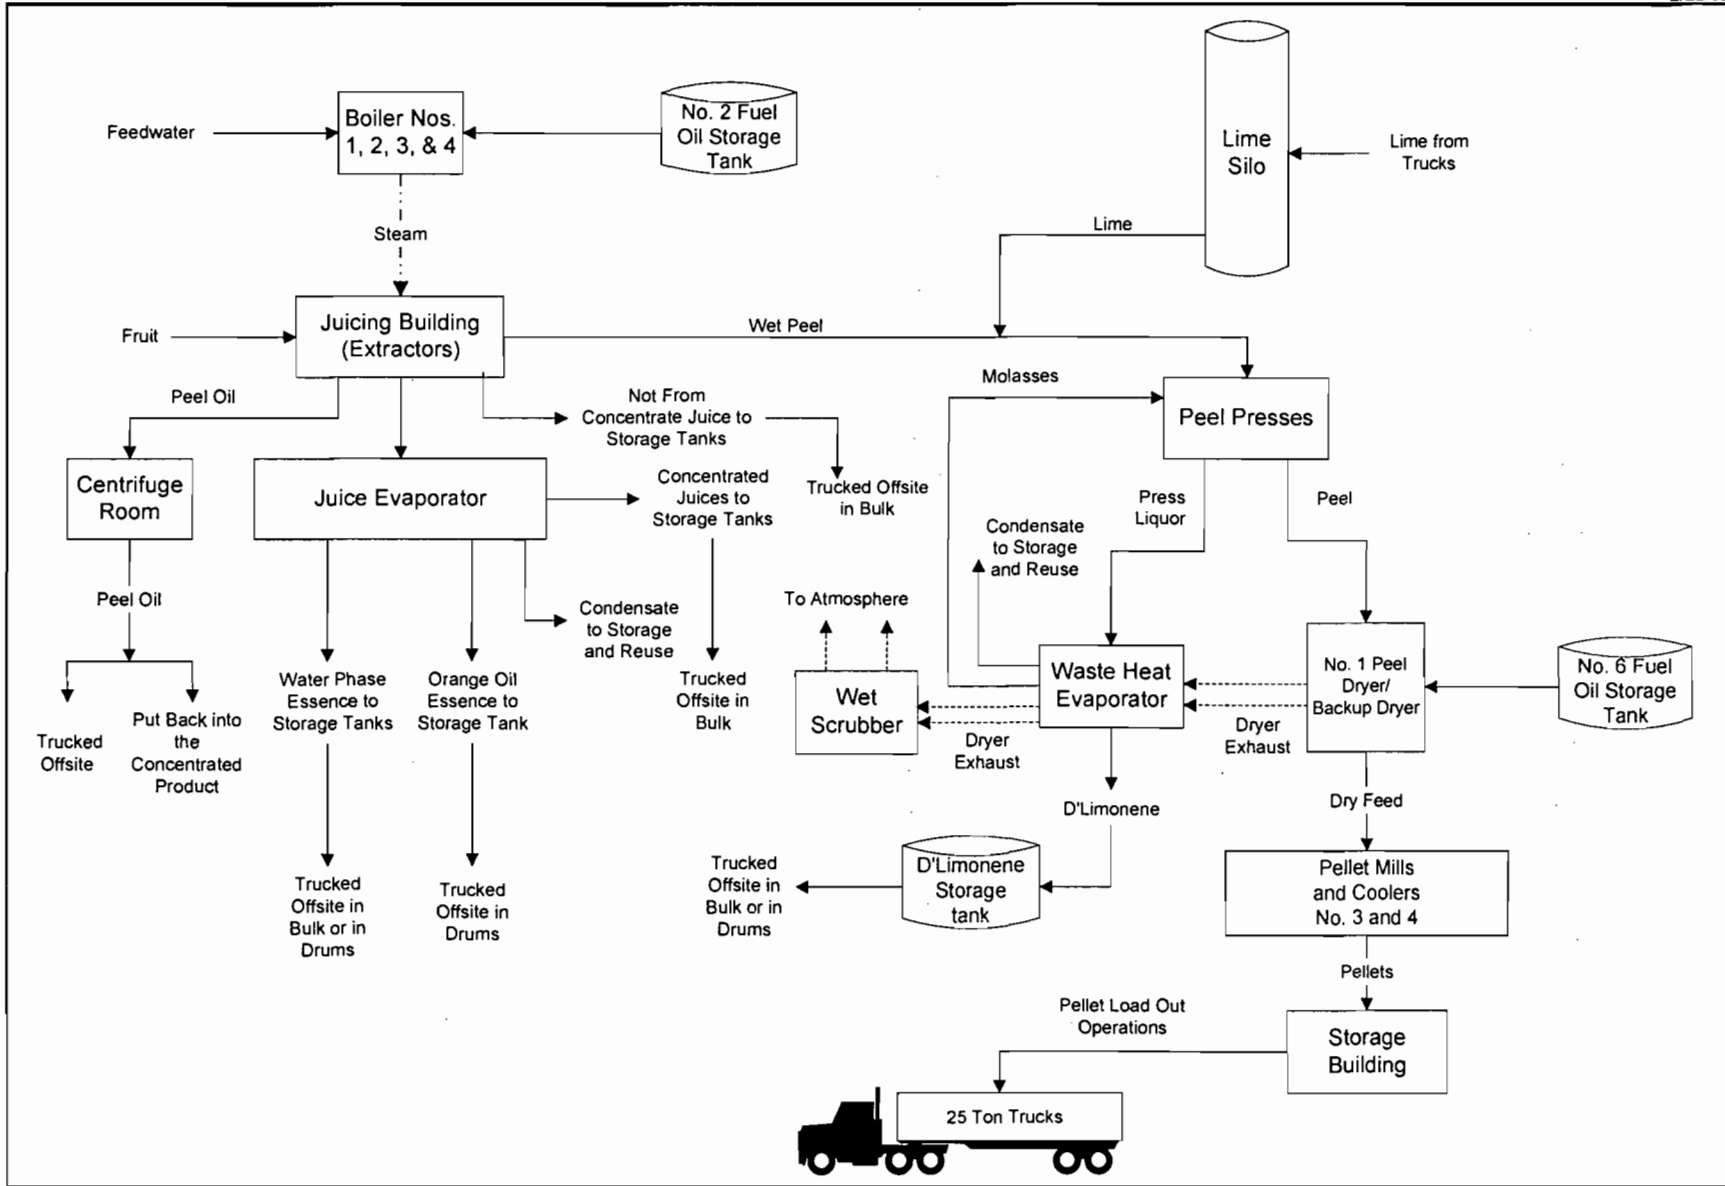 Feedwater
Boiler Nos.
1, 2, 3, & 4
No. 2 Fuel
Oil Storage
Tank
Lime
Silo
Lime from
Trucks
Steam
Lime
Fruit
Juicing Building
(Extractors)
Wet Peel
Peel Oil
Not From
Concentrate Juice to
Storage Tanks
Molasses
Peel Presses
Centrifuge
Room
Juice Evaporator
Concentrated
Juices to
Storage Tanks
Trucked Offsite
in Bulk
Press
Liquor
Peel
Condensate
to Storage
and Reuse
Peel Oil
Condensate
to Storage
and Reuse
To Atmosphere
Trucked
Offsite
Put Back into
the
Concentrated
Product
Water Phase
Essence to
Storage Tanks
Orange Oil
Essence to
Storage Tank
Trucked
Offsite in
Bulk
Wet
Scrubber
Waste Heat
Evaporator
No. 1 Peel
Dryer/
Backup Dryer
No. 6 Fuel
Oil Storage
Tank
Dryer
Exhaust
Dryer
Exhaust
D'Limonene
Dry Feed
Trucked
Offsite in
Bulk or in
Drums
Trucked
Offsite in
Drums
Trucked
Offsite in
Bulk or in
Drums
D'Limonene
Storage
tank
Pellet Mills
and Coolers
No. 3 and 4
Pellets
Pellet Load Out
Operations
Storage
Building
25 Ton Trucks